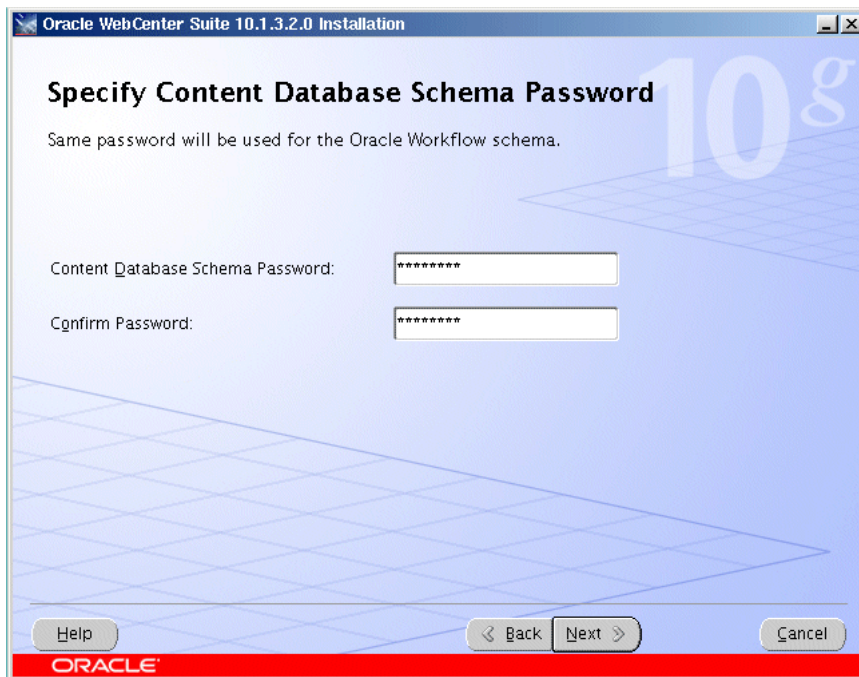 Oracle WebCenter Suite 10.1.3.2.0 Installation
10g
Specify Content Database Schema Password
Same password will be used for the Oracle Workflow schema.
Content Database Schema Password:
********
Confirm Password:
********
Help
Back
Next
Cancel
ORACLE